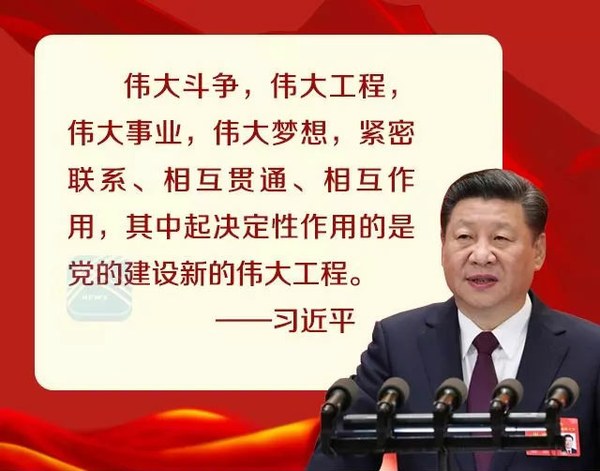 伟大斗争，伟大工程，
伟大事业，伟大梦想，紧密
联系、相互贯通、相互作
用，其中起决定性作用的是
党的建设新的伟大工程。
——习近平
NEWS